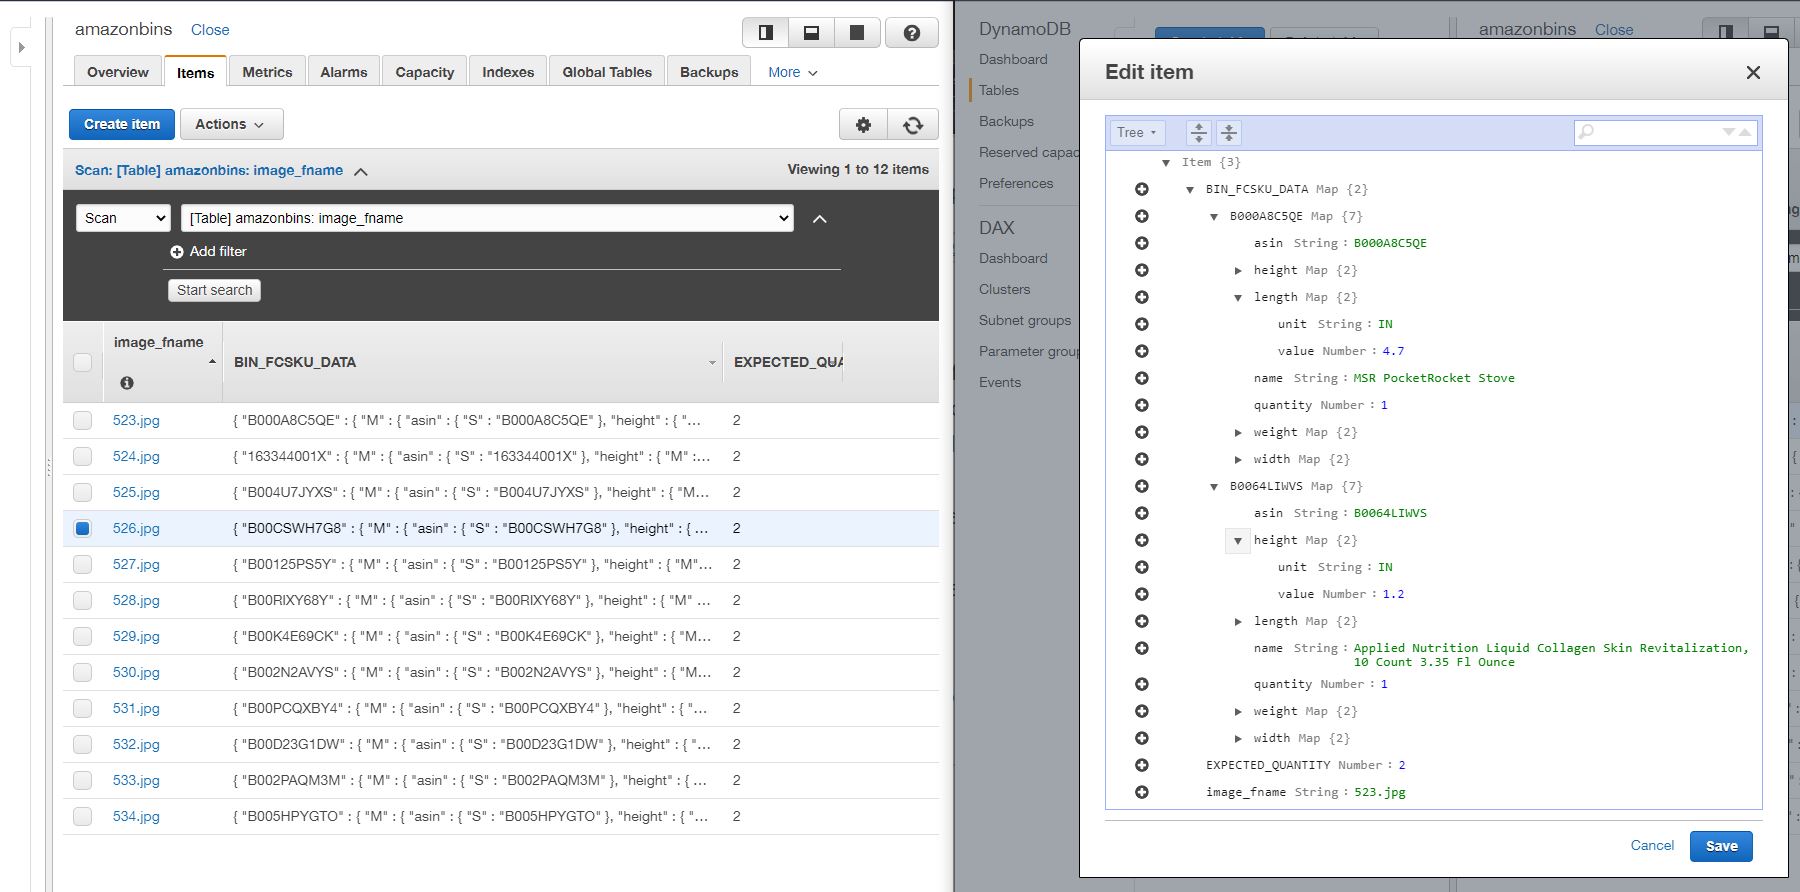 amazonbins Close
Overview Items Metrics Alarms Capacity Indexes Global Tables Backups More
Create item Actions
Scan: [Table] amazonbins: image_fname Viewing 1 to 12 items
Scan [Table] amazonbins: image_fname
Add filter
Start search
image_fname BIN_FCSKU_DATA EXPECTED_QUA
523.jpg { "B000A8C5QE" : { "M" : { "asin" : { "S" : "B000A8C5QE" }, "height" : { "... 2
524.jpg { "163344001X" : { "M" : { "asin" : { "S" : "163344001X" }, "height" : { "M" :... 2
525.jpg { "B004U7JYXS" : { "M" : { "asin" : { "S" : "B004U7JYXS" }, "height" : { "M... 2
526.jpg { "B00CSWH7G8" : { "M" : { "asin" : { "S" : "B00CSWH7G8" }, "height" : { ... 2
527.jpg { "B00125PS5Y" : { "M" : { "asin" : { "S" : "B00125PS5Y" }, "height" : { "M"... 2
528.jpg { "B00RIXY68Y" : { "M" : { "asin" : { "S" : "B00RIXY68Y" }, "height" : { "M" ... 2
529.jpg { "B00K4E69CK" : { "M" : { "asin" : { "S" : "B00K4E69CK" }, "height" : { "M... 2
530.jpg { "B002N2AVYS" : { "M" : { "asin" : { "S" : "B002N2AVYS" }, "height" : { "M... 2
531.jpg { "B00PCQXBY4" : { "M" : { "asin" : { "S" : "B00PCQXBY4" }, "height" : { "... 2
532.jpg { "B00D23G1DW" : { "M" : { "asin" : { "S" : "B00D23G1DW" }, "height" : { "... 2
533.jpg { "B002PAQM3M" : { "M" : { "asin" : { "S" : "B002PAQM3M" }, "height" : { ... 2
534.jpg { "B005HPYGTO" : { "M" : { "asin" : { "S" : "B005HPYGTO" }, "height" : { "... 2
DynamoDB
Dashboard
Tables
Backups
Reserved capac
Preferences
DAX
Dashboard
Clusters
Subnet groups
Parameter group
Events
amazonbins Close
Edit item
Tree
Item {3}
BIN_FCSKU_DATA Map {2}
B000A8C5QE Map {7}
asin String : B000A8C5QE
height Map {2}
length Map {2}
unit String : IN
value Number : 4.7
name String : MSR PocketRocket Stove
quantity Number : 1
weight Map {2}
width Map {2}
B0064LIWVS Map {7}
asin String : B0064LIWVS
height Map {2}
unit String : IN
value Number : 1.2
length Map {2}
name String : Applied Nutrition Liquid Collagen Skin Revitalization,
10 Count 3.35 Fl Ounce
quantity Number : 1
weight Map {2}
width Map {2}
EXPECTED_QUANTITY Number : 2
image_fname String : 523.jpg
Cancel Save